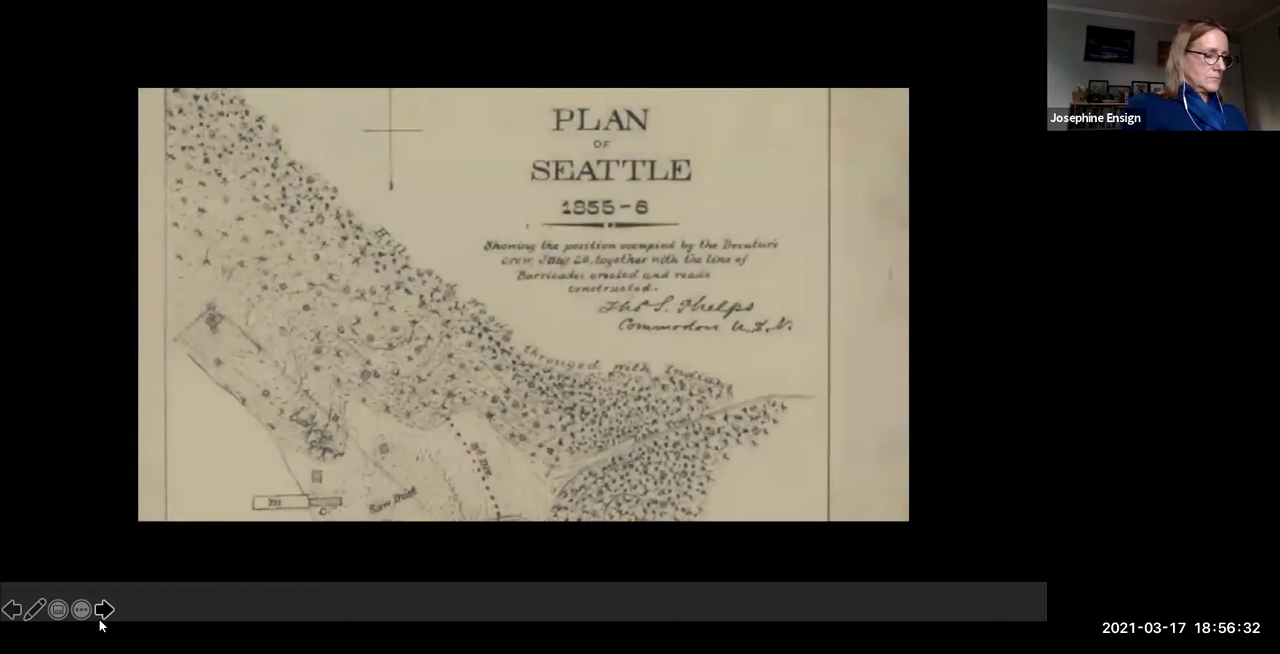 PLAN
OF
SEATTLE
1855-6
Showing the position occupied by the Decatur's
crew Jany 26, together with the line of
Barricades erected and roads
constructed.
Thos S. Phelps
Commodore U.S.N.
Hill
thronged with Indians
Saw Dust
Josephine Ensign
2021-03-17 18:56:32